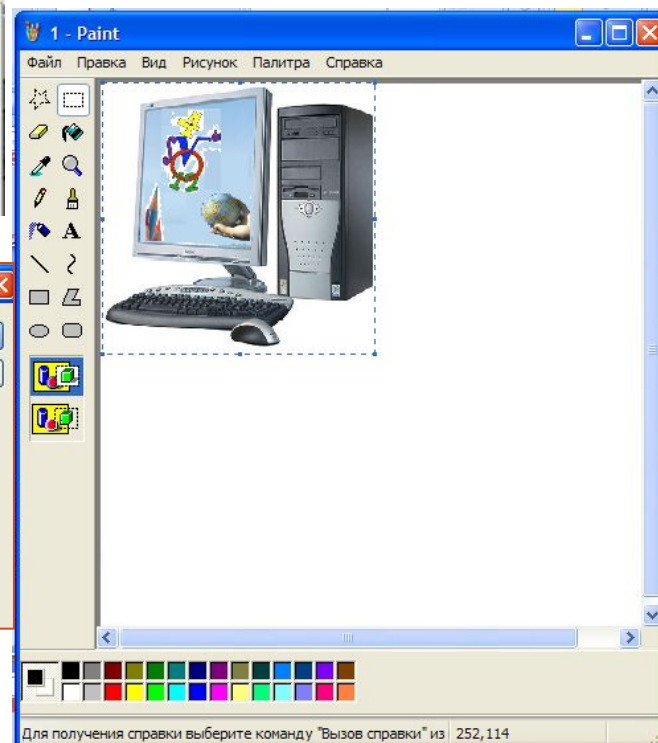 1 - Paint
Файл Правка Вид Рисунок Палитра Справка
A
Для получения справки выберите команду "Вызов справки" из 252,114